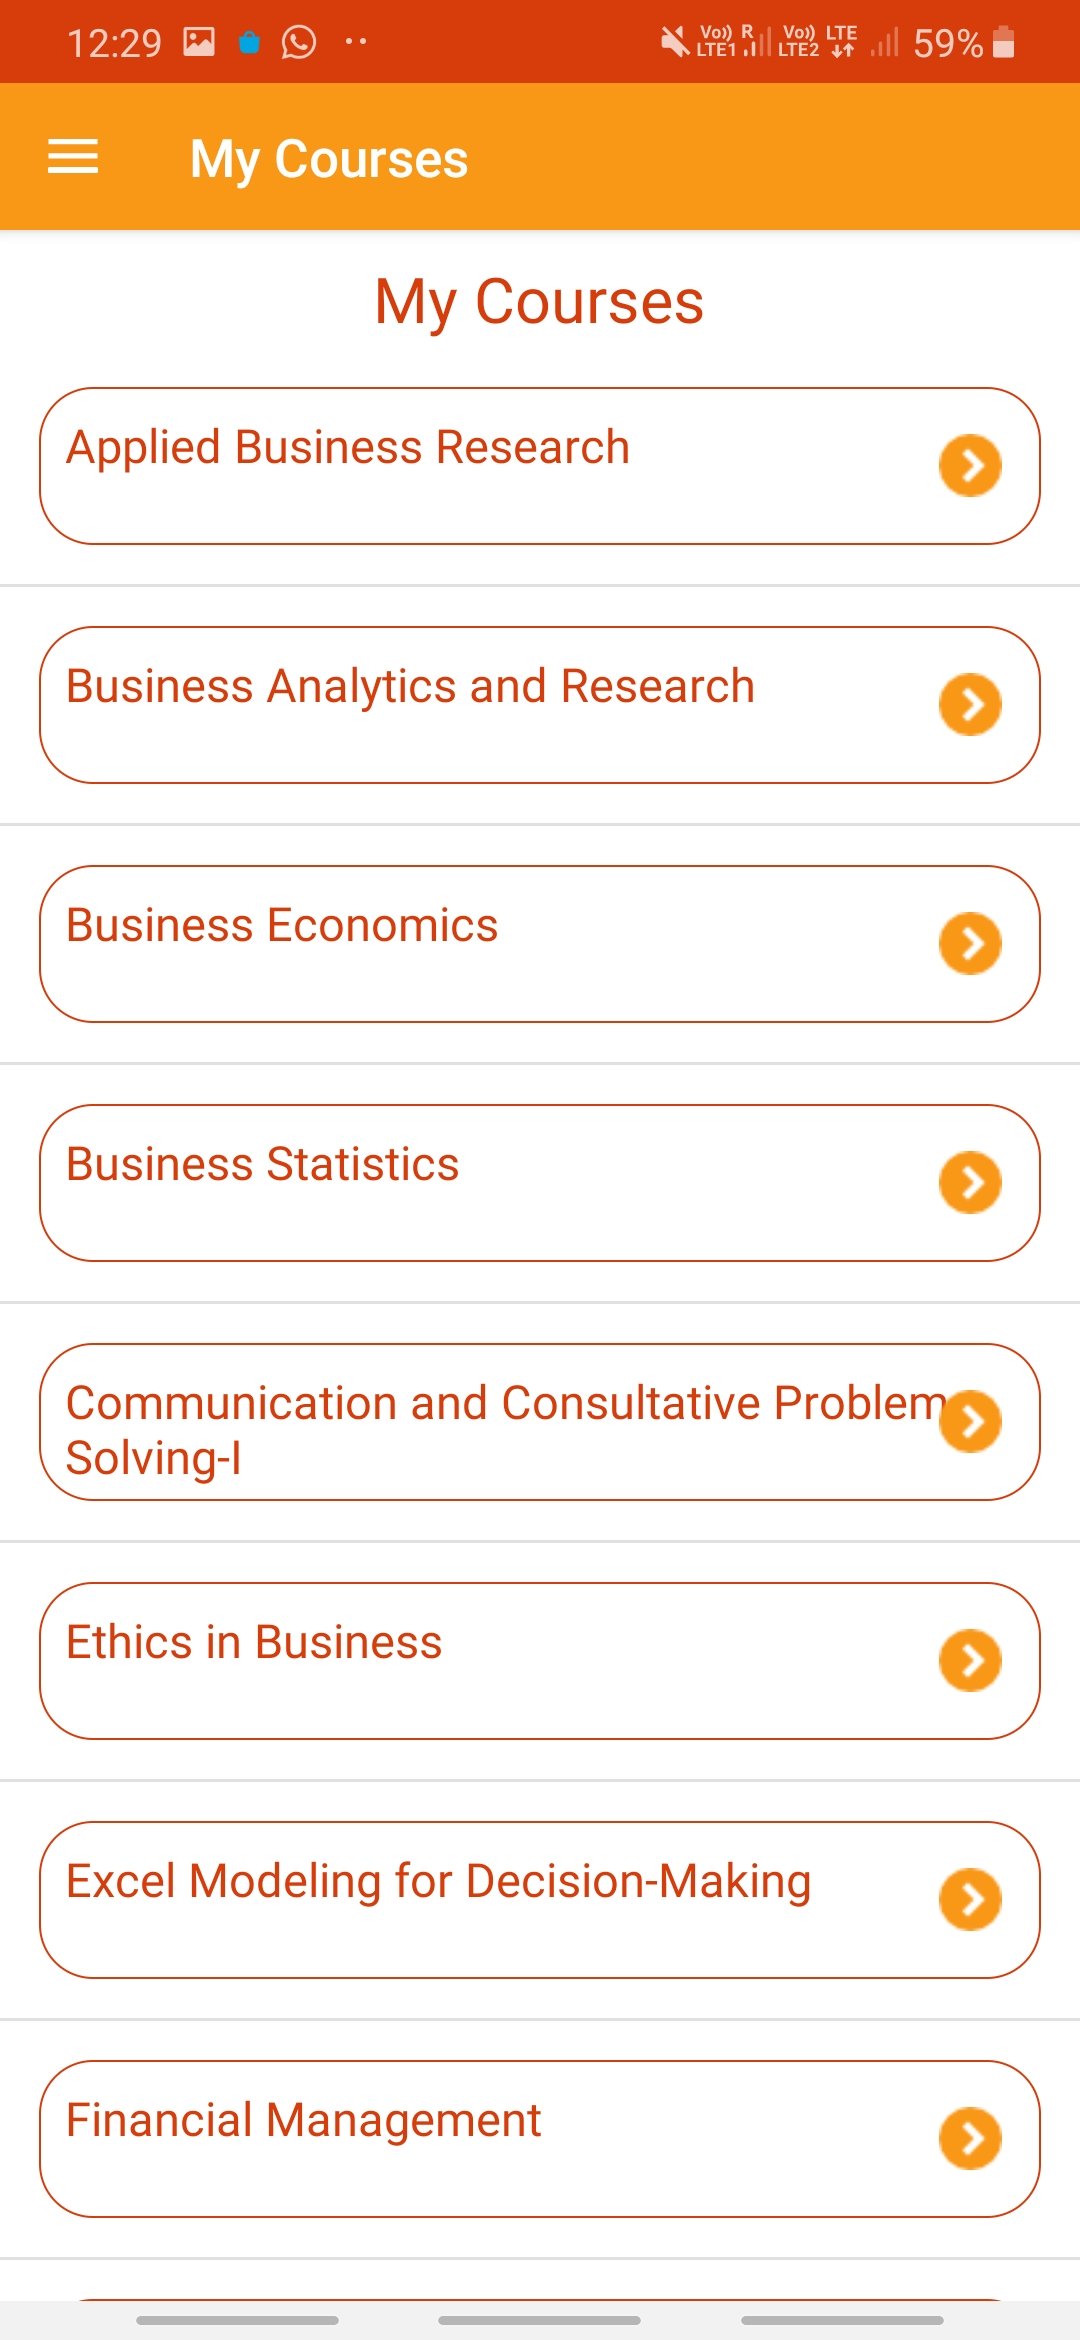 12:29
Vo)) R
LTE1
Vo)) LTE
LTE2
59%
My Courses
My Courses
Applied Business Research
Business Analytics and Research
Business Economics
Business Statistics
Communication and Consultative Problem
Solving-I
Ethics in Business
Excel Modeling for Decision-Making
Financial Management